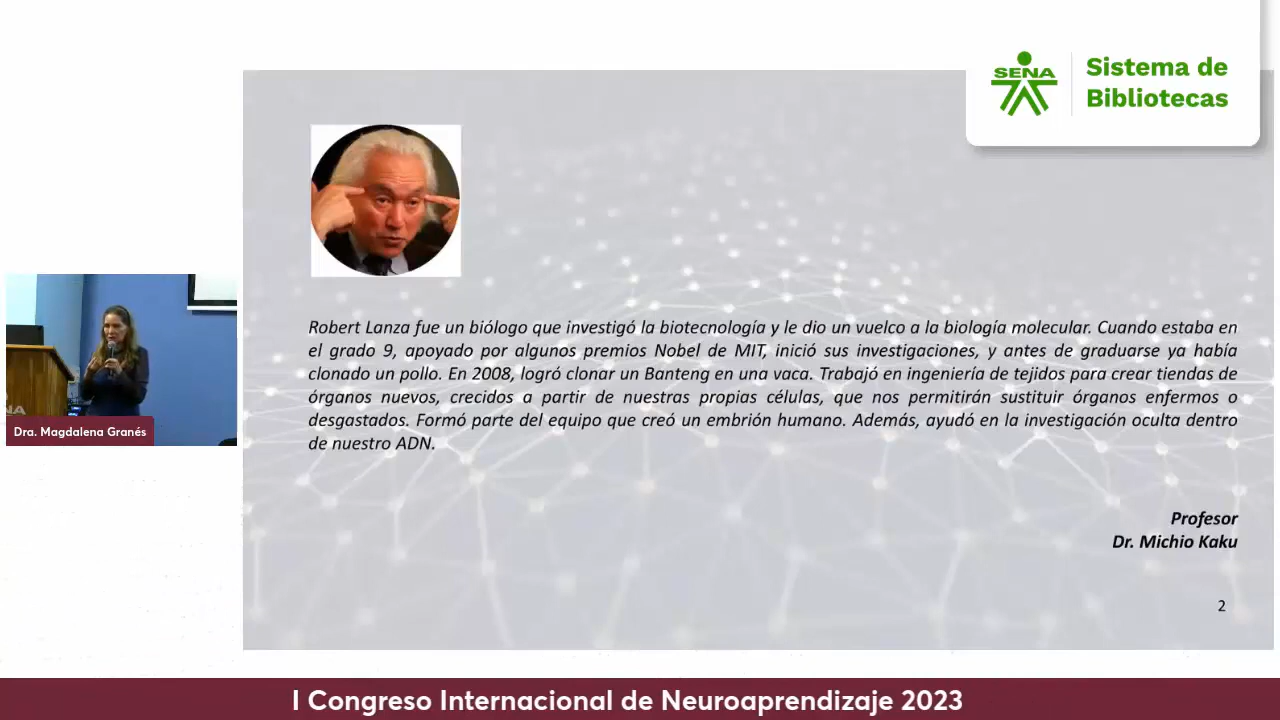 SENA
Sistema de
Bibliotecas
Robert Lanza fue un biólogo que investigó la biotecnología y le dio un vuelco a la biología molecular. Cuando estaba en
el grado 9, apoyado por algunos premios Nobel de MIT, inició sus investigaciones, y antes de graduarse ya había
clonado un pollo. En 2008, logró clonar un Banteng en una vaca. Trabajó en ingeniería de tejidos para crear tiendas de
órganos nuevos, crecidos a partir de nuestras propias células, que nos permitirán sustituir órganos enfermos o
desgastados. Formó parte del equipo que creó un embrión humano. Además, ayudó en la investigación oculta dentro
de nuestro ADN.
Profesor
Dr. Michio Kaku
2
NA
Dra. Magdalena Granés
I Congreso Internacional de Neuroaprendizaje 2023